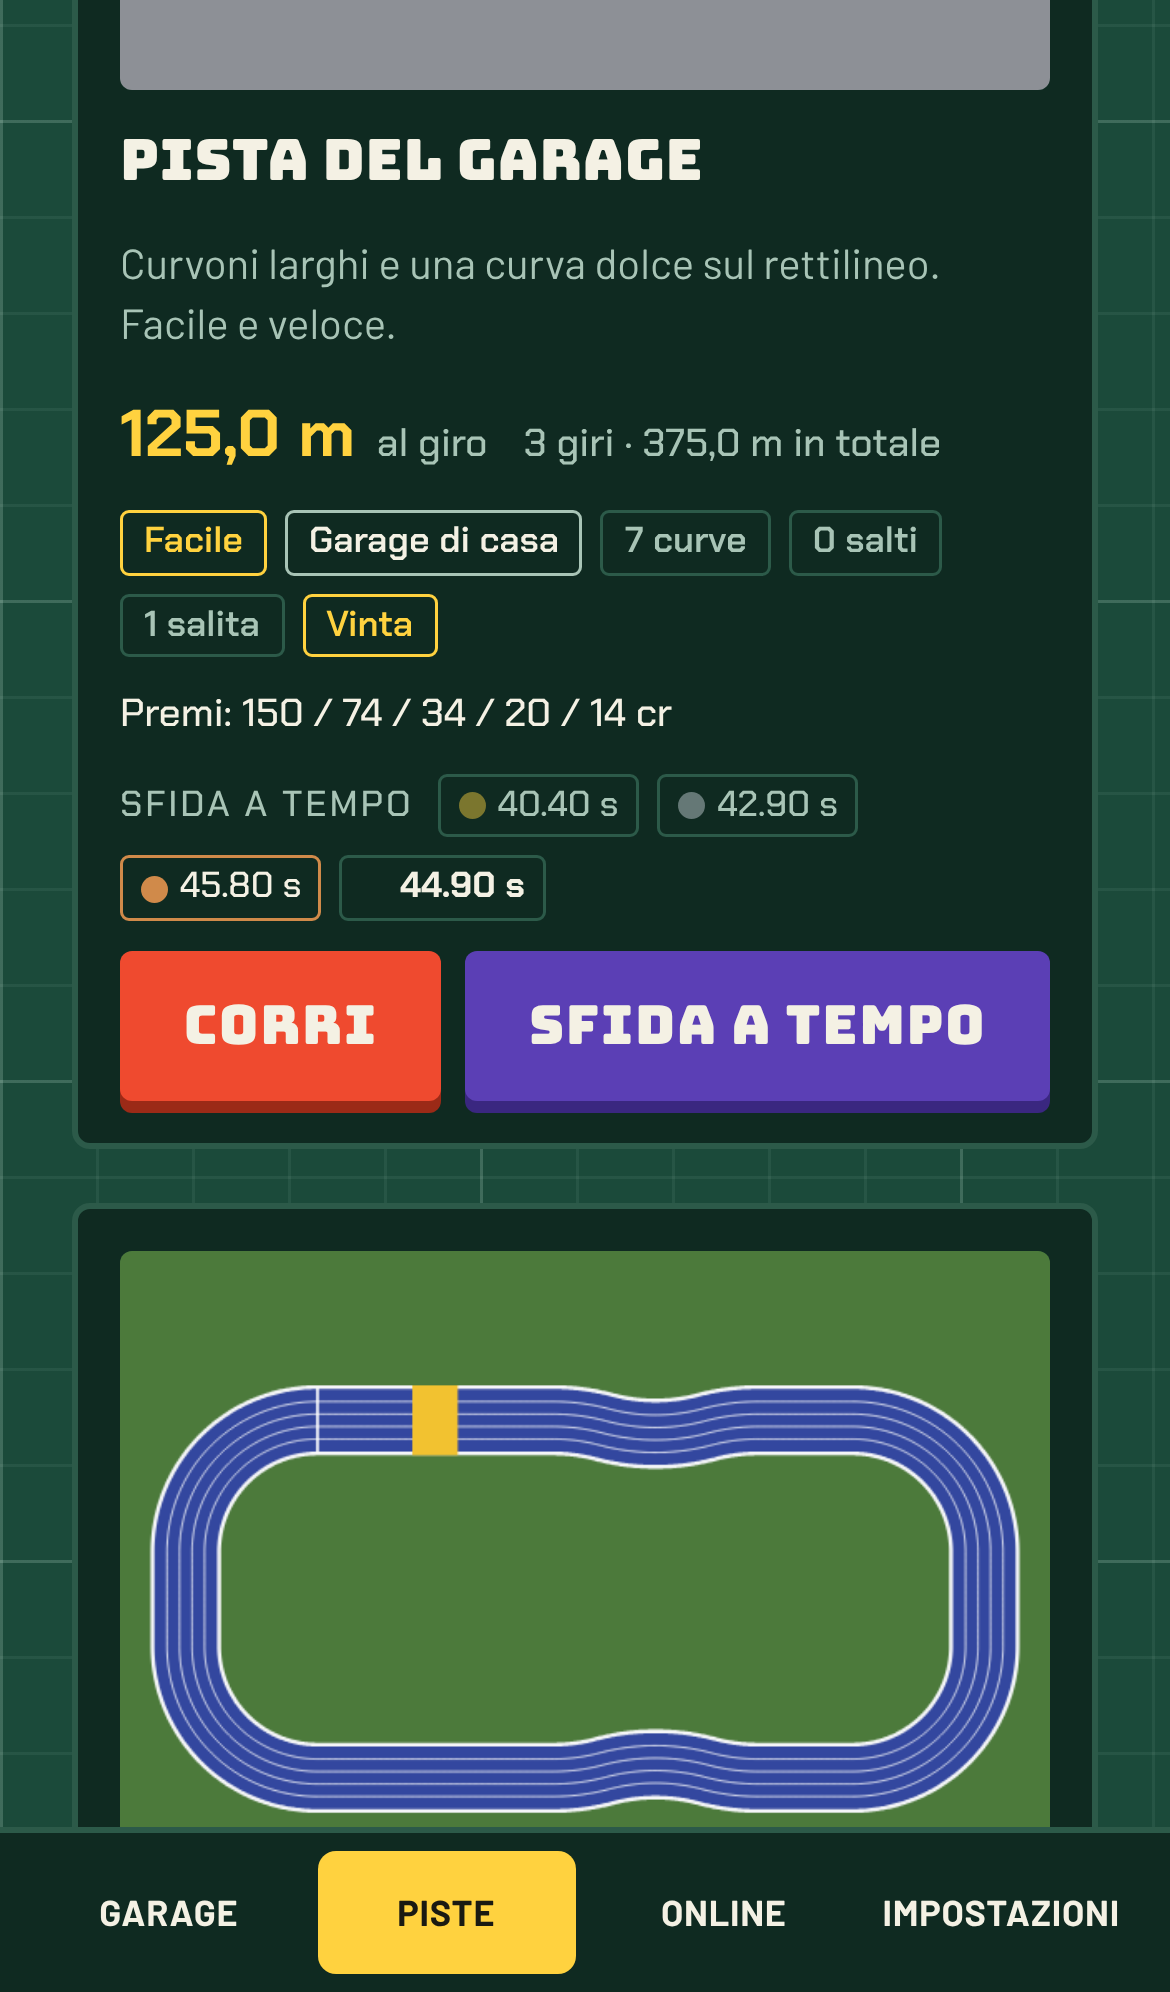 PISTA DEL GARAGE
Curvoni larghi e una curva dolce sul rettilineo.
Facile e veloce.
125,0 m al giro 3 giri · 375,0 m in totale
Facile Garage di casa 7 curve 0 salti
1 salita Vinta
Premi: 150 / 74 / 34 / 20 / 14 cr
SFIDA A TEMPO 40.40 s 42.90 s
45.80 s 44.90 s
CORRI SFIDA A TEMPO
GARAGE PISTE ONLINE IMPOSTAZIONI